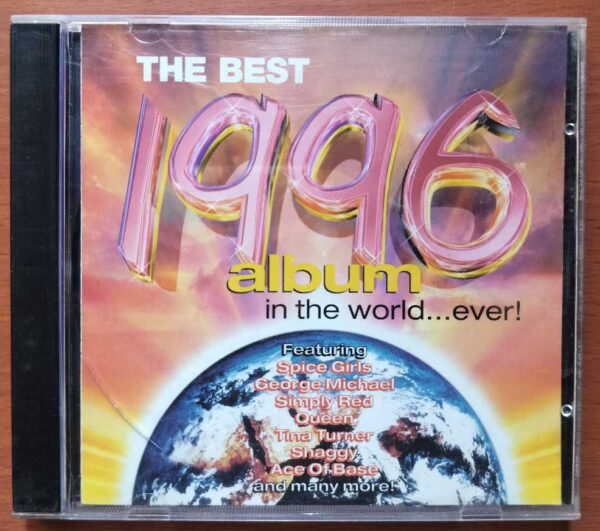 THE BEST
1996
album
in the world...ever!
Featuring
Spice Girls
George Michael
Simply Red
Queen
Tina Turner
Shaggy
Ace Of Base
and many more!